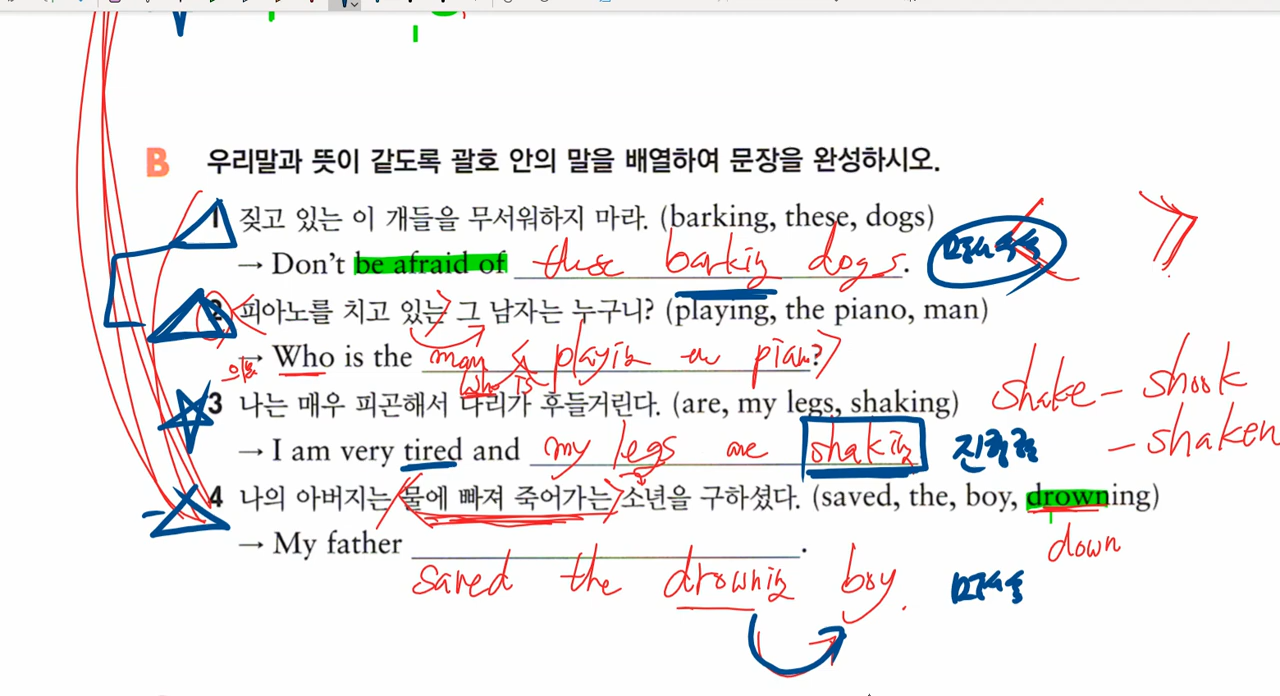 B 우리말과 뜻이 같도록 괄호 안의 말을 배열하여 문장을 완성하시오.
1 짖고 있는 이 개들을 무서워하지 마라. (barking, these, dogs)
→ Don't be afraid of these barking dogs.
2 피아노를 치고 있는 그 남자는 누구니? (playing, the piano, man)
→ Who is the man playing the piano?
who is
3 나는 매우 피곤해서 다리가 후들거린다. (are, my legs, shaking)
shake - shook
- shaken
→ I am very tired and my legs are shaking
4 나의 아버지는 물에 빠져 죽어가는 소년을 구하셨다. (saved, the, boy, drowning)
→ My father saved the drowning boy.
down